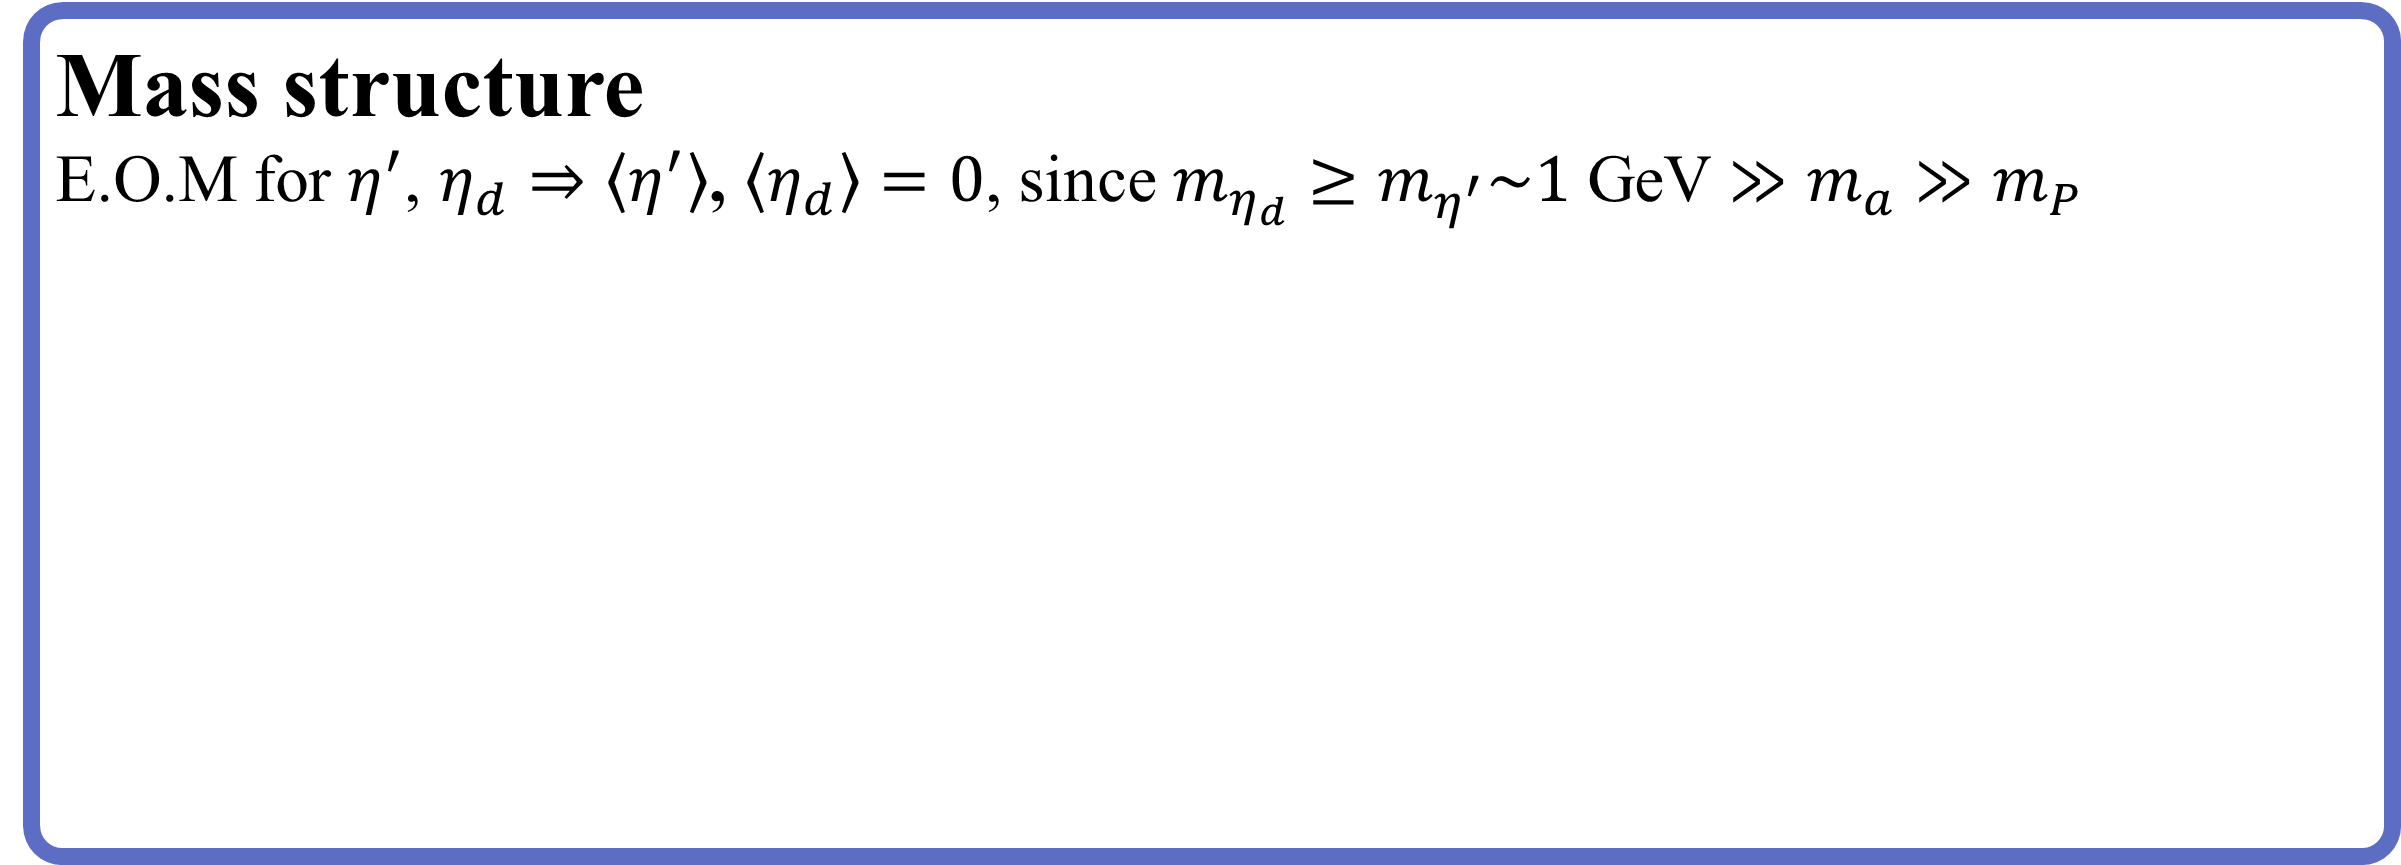 Mass structure
E.O.M for η′, η_d ⇒ ⟨η′⟩, ⟨η_d⟩ = 0, since m_{η_d} ≥ m_{η′}~1 GeV ≫ m_a ≫ m_P